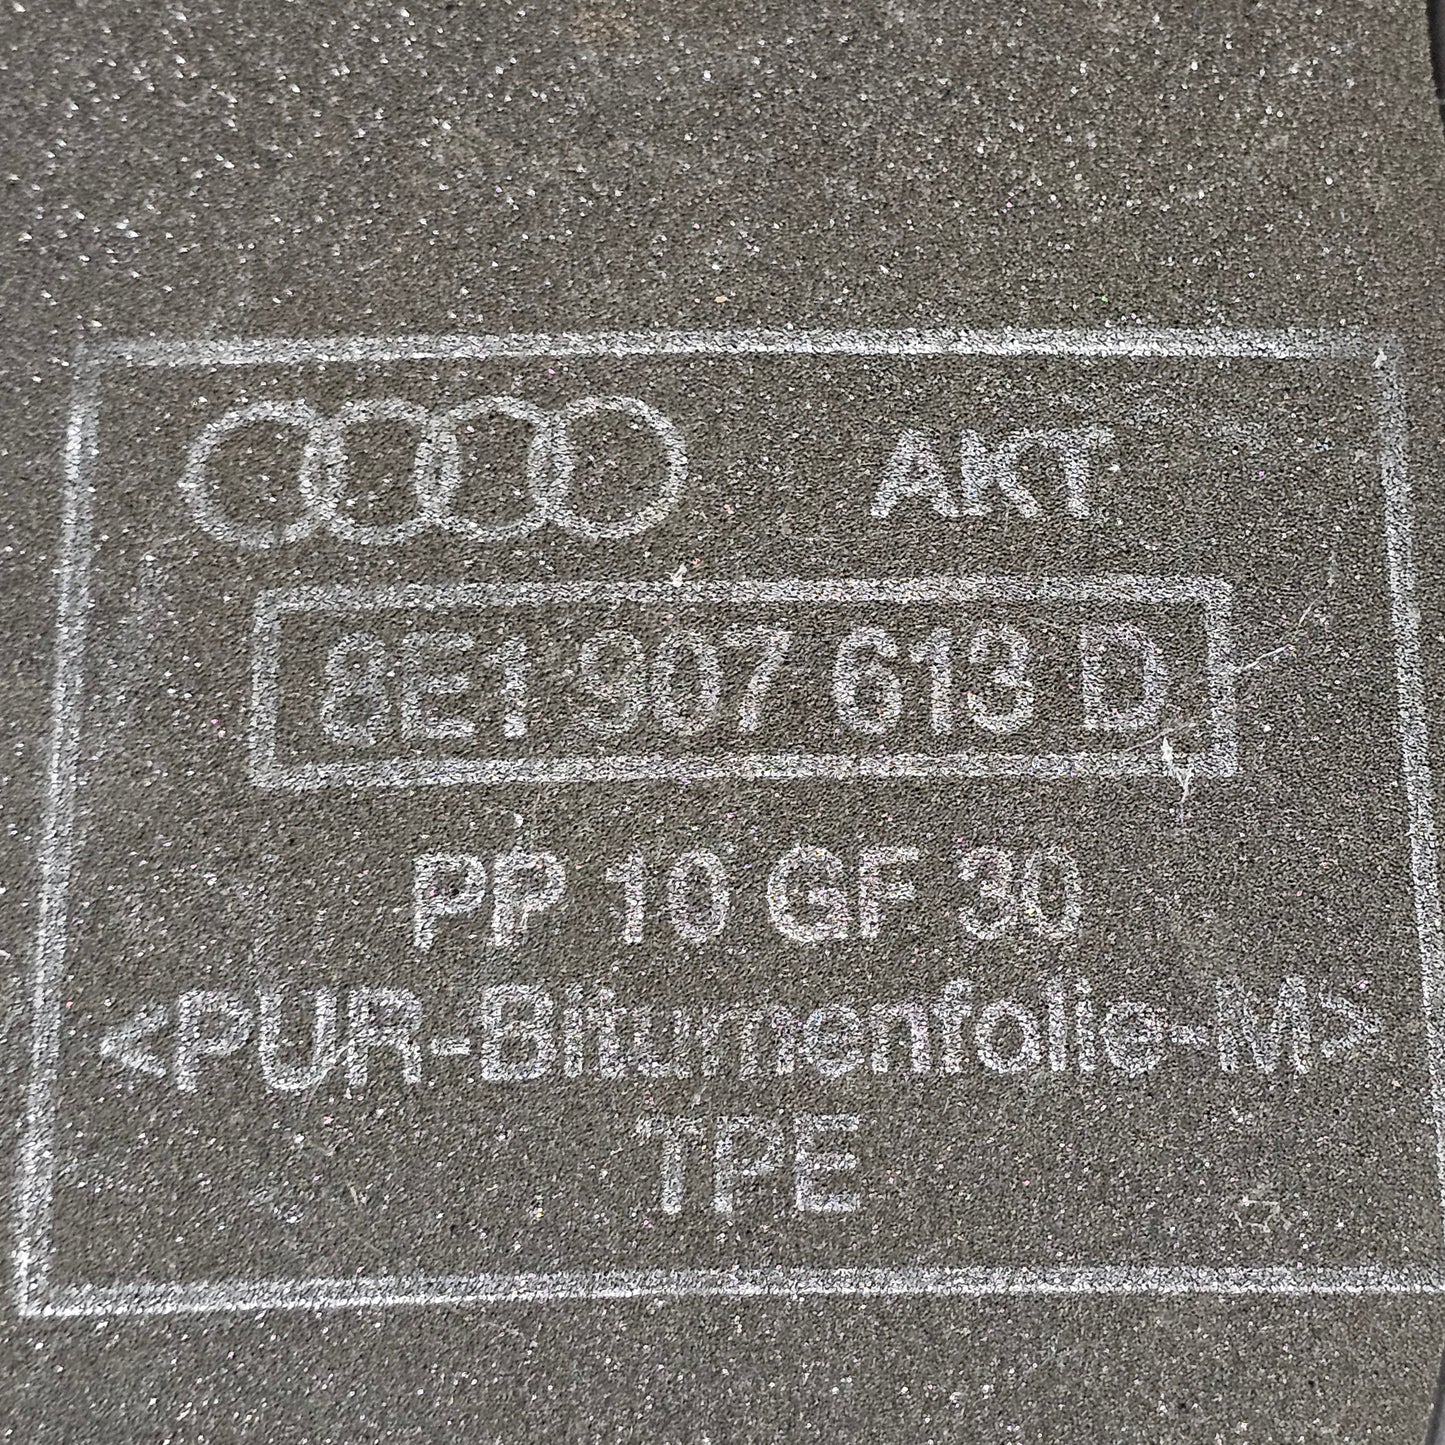 AKT
8E1 907 613 D
PP 10 GF 30
<PUR-Bitumenfolie-M>
TPE